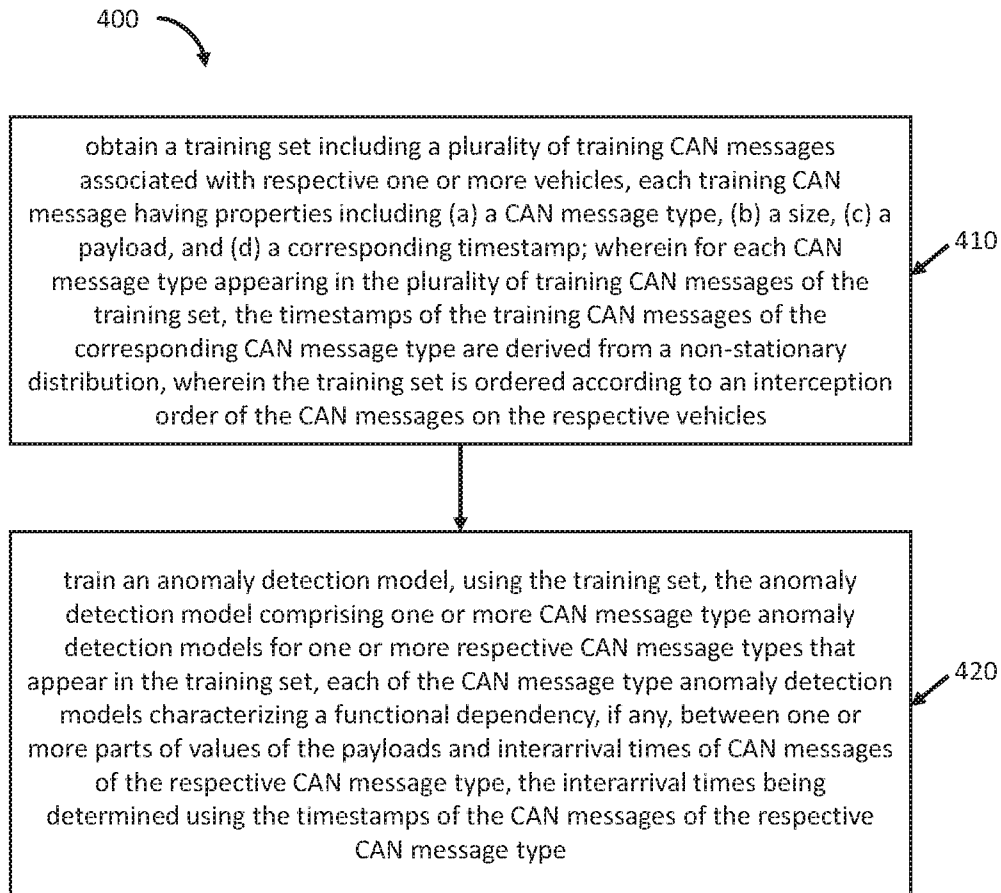 400
obtain a training set including a plurality of training CAN messages
associated with respective one or more vehicles, each training CAN
message having properties including (a) a CAN message type, (b) a size, (c) a
payload, and (d) a corresponding timestamp; wherein for each CAN
message type appearing in the plurality of training CAN messages of the
training set, the timestamps of the training CAN messages of the
corresponding CAN message type are derived from a non-stationary
distribution, wherein the training set is ordered according to an interception
order of the CAN messages on the respective vehicles
410
train an anomaly detection model, using the training set, the anomaly
detection model comprising one or more CAN message type anomaly
detection models for one or more respective CAN message types that
appear in the training set, each of the CAN message type anomaly detection
models characterizing a functional dependency, if any, between one or
more parts of values of the payloads and interarrival times of CAN messages
of the respective CAN message type, the interarrival times being
determined using the timestamps of the CAN messages of the respective
CAN message type
420